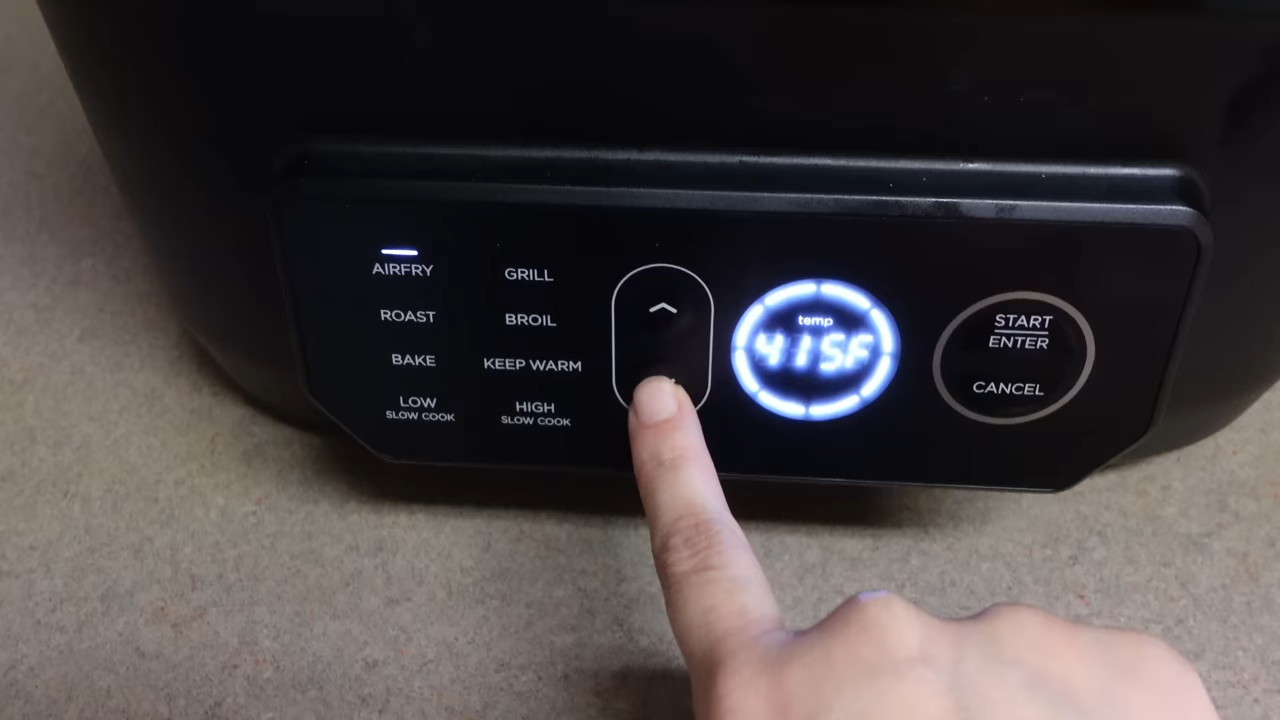 AIRFRY
ROAST
BAKE
LOW
SLOW COOK
GRILL
BROIL
KEEP WARM
HIGH
SLOW COOK
temp
415F
START
ENTER
CANCEL